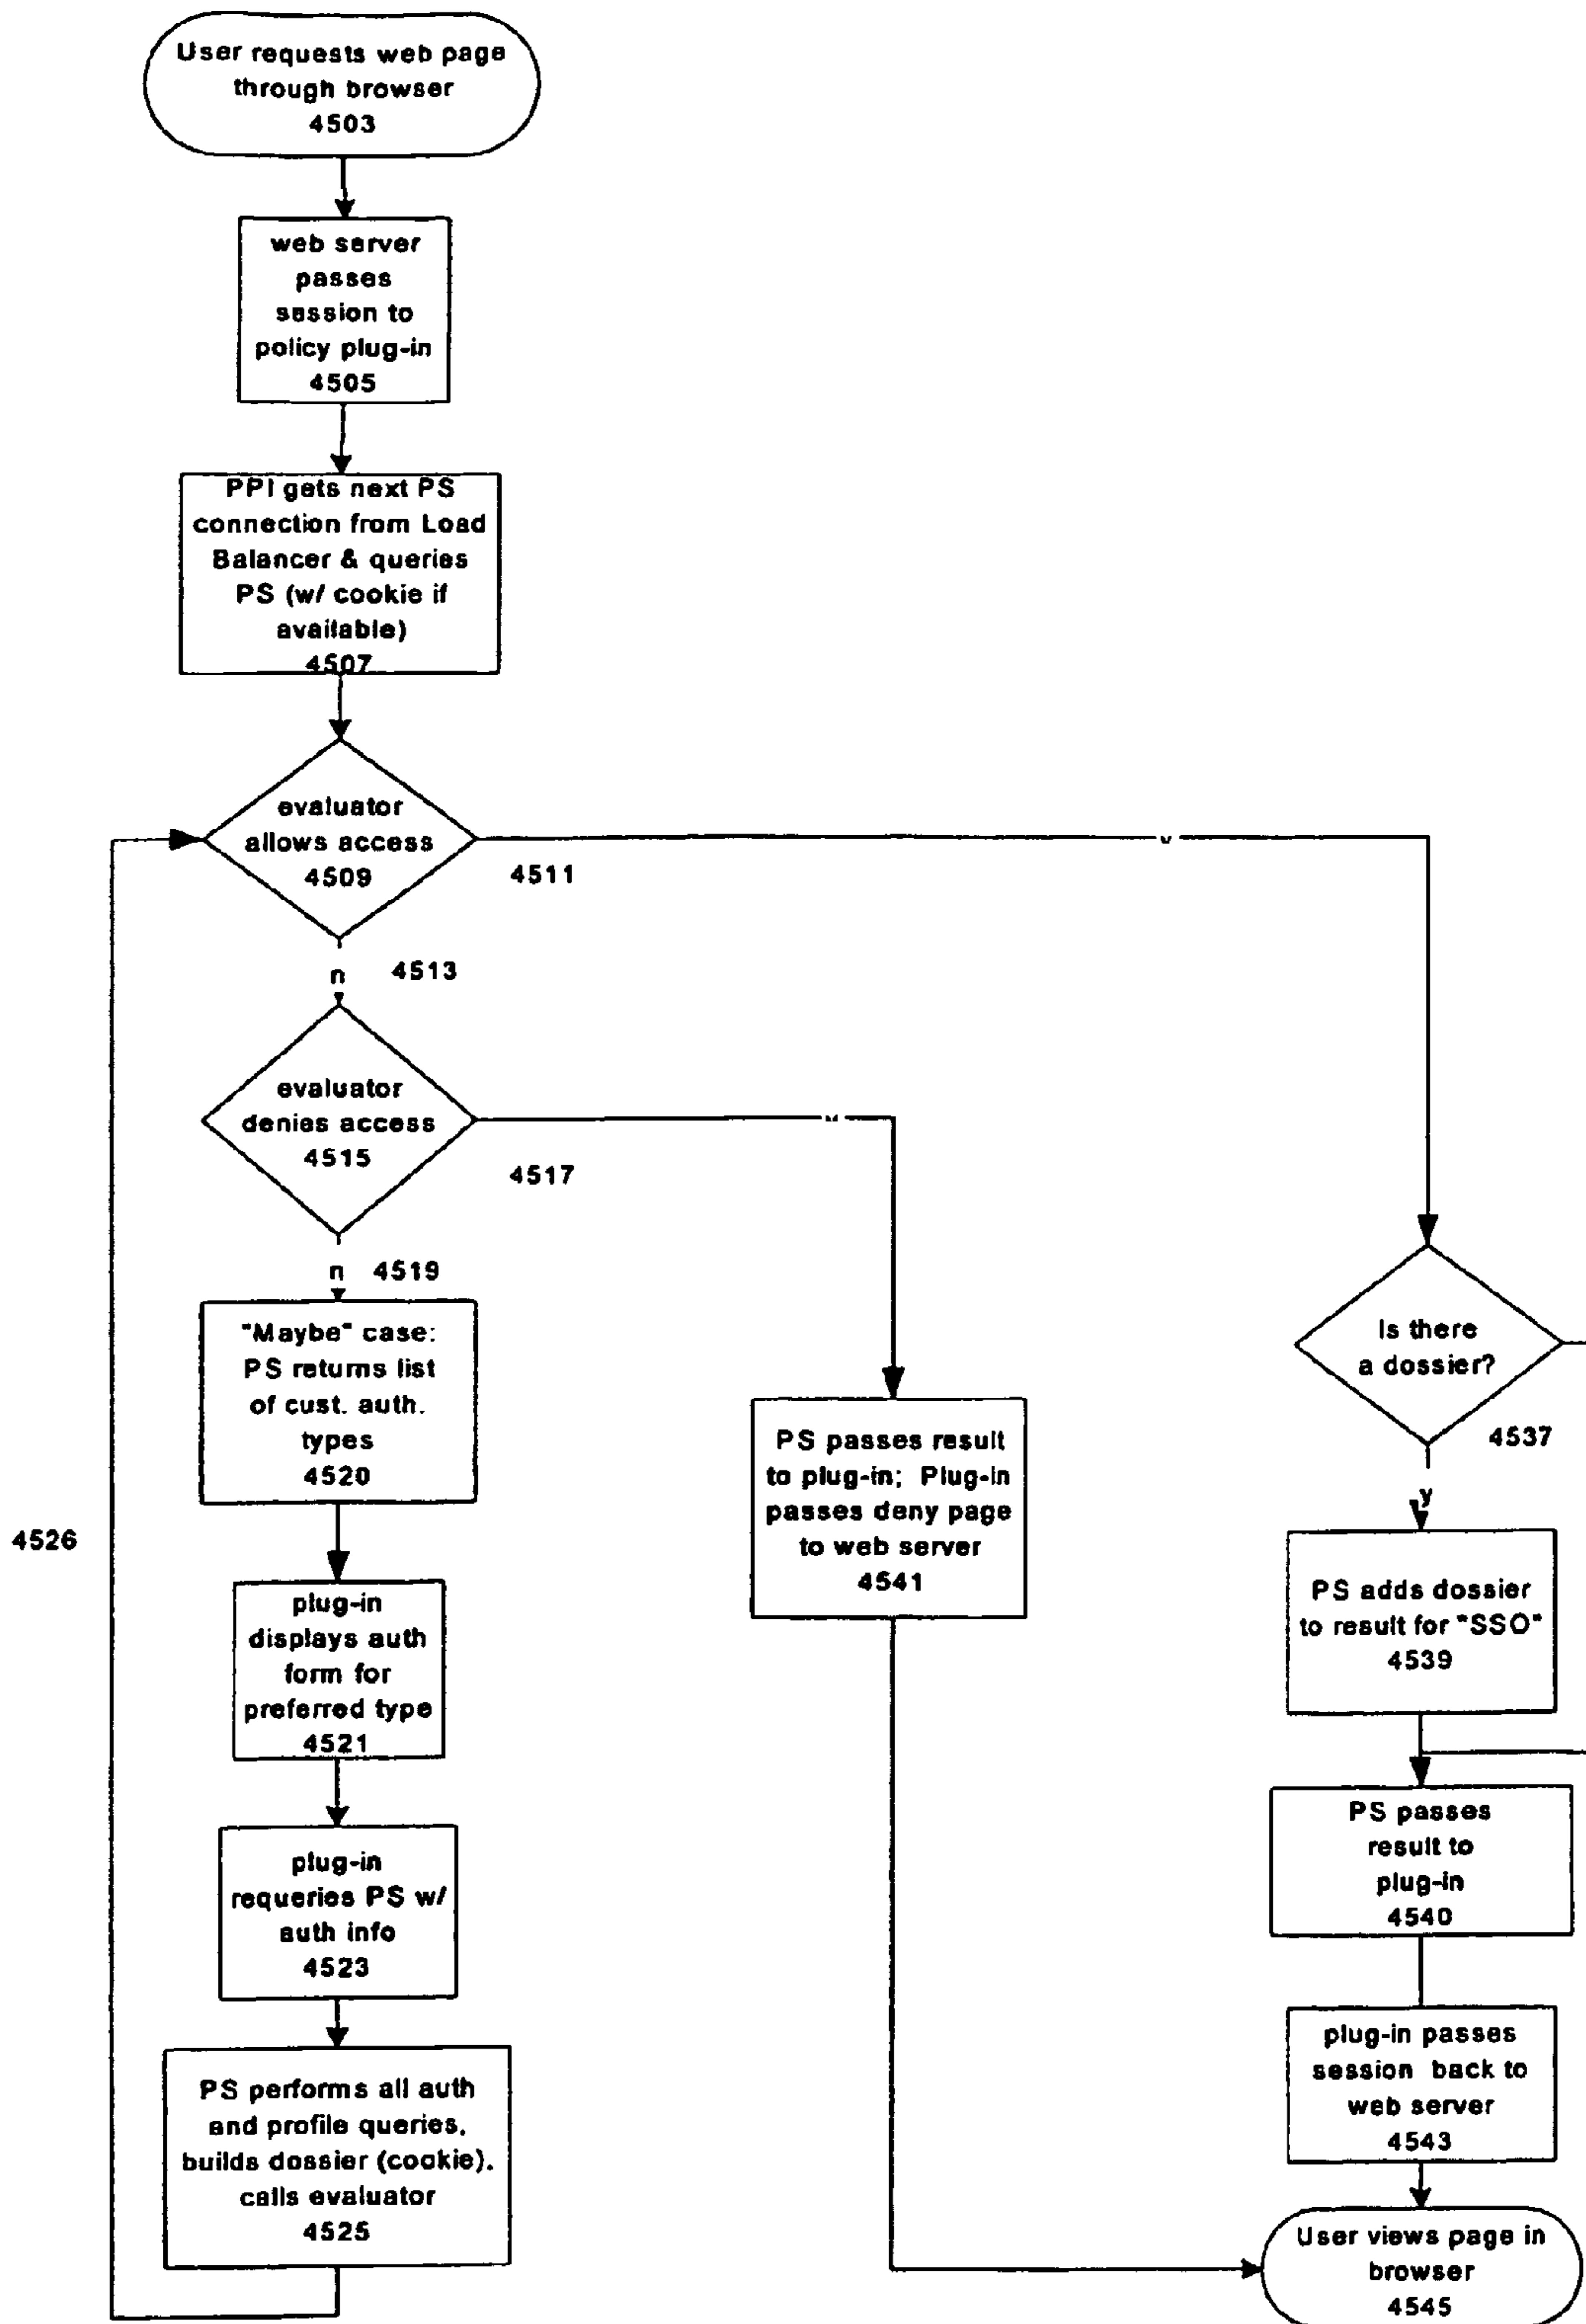 User requests web page
through browser
4503
web server
passes
session to
policy plug-in
4505
PPI gets next PS
connection from Load
Balancer & queries
PS (w/ cookie if
available)
4507
evaluator
allows access
4509
4511
n
4513
evaluator
denies access
4515
4517
n
4519
"Maybe" case:
PS returns list
of cust. auth.
types
4520
plug-in
displays auth
form for
preferred type
4521
plug-in
requeries PS w/
auth info
4523
PS performs all auth
and profile queries,
builds dossier (cookie),
calls evaluator
4525
4526
PS passes result
to plug-in; Plug-in
passes deny page
to web server
4541
Is there
a dossier?
4537
y
PS adds dossier
to result for "SSO"
4539
PS passes
result to
plug-in
4540
plug-in passes
session back to
web server
4543
User views page in
browser
4545